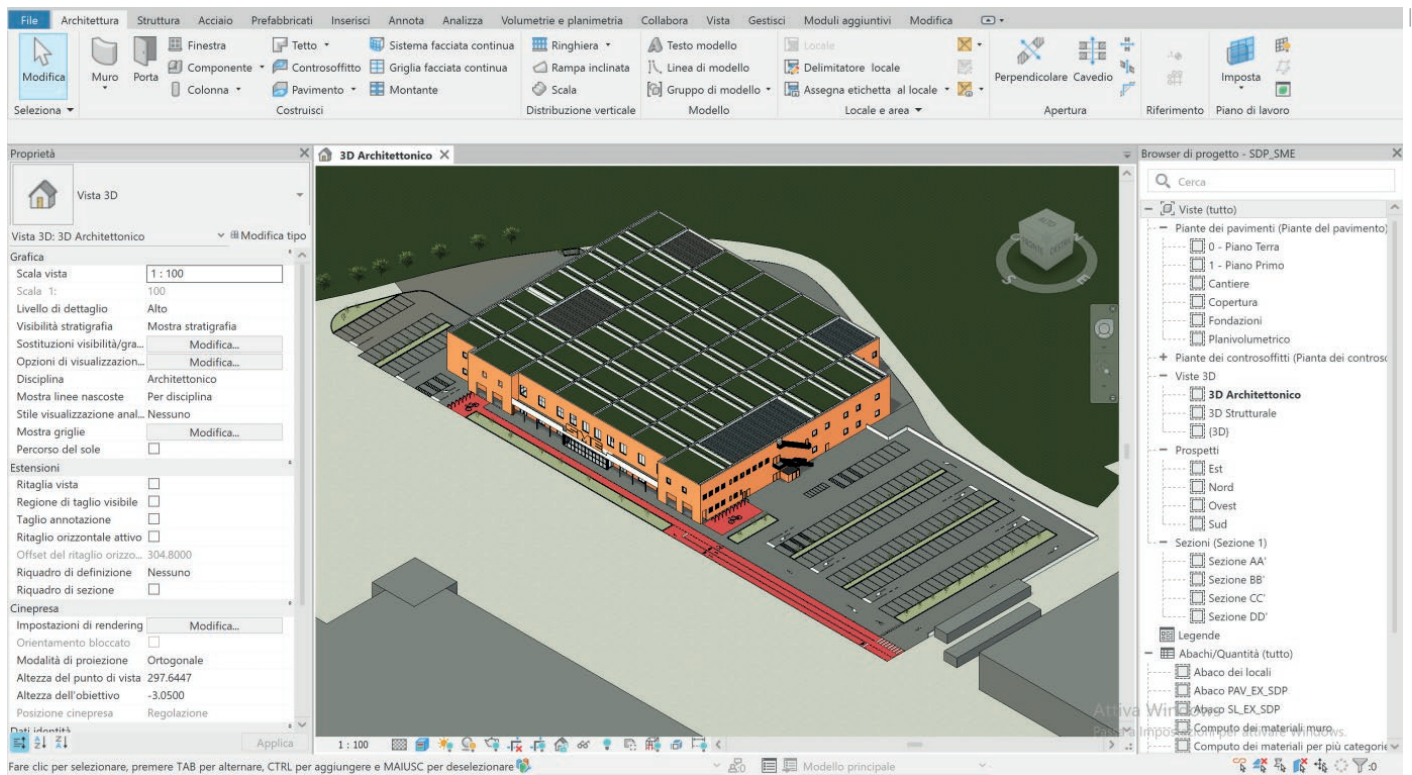 File Architettura Struttura Acciaio Prefabbricati Inserisci Annota Analizza Volumetrie e planimetria Collabora Vista Gestisci Moduli aggiuntivi Modifica
Modifica
Muro
Porta
Finestra
Componente
Colonna
Tetto
Controsoffitto
Pavimento
Sistema facciata continua
Griglia facciata continua
Montante
Ringhiera
Rampa inclinata
Scala
Testo modello
Linea di modello
Gruppo di modello
Locale
Delimitatore locale
Assegna etichetta al locale
Perpendicolare
Cavedio
Imposta
Seleziona
Costruisci
Distribuzione verticale
Modello
Locale e area
Apertura
Riferimento
Piano di lavoro
Proprietà
Vista 3D
Vista 3D: 3D Architettonico
Modifica tipo
Grafica
Scala vista 1 : 100
Scala 1: 100
Livello di dettaglio Alto
Visibilità stratigrafia Mostra stratigrafia
Sostituzioni visibilità/gra... Modifica...
Opzioni di visualizzazion... Modifica...
Disciplina Architettonico
Mostra linee nascoste Per disciplina
Stile visualizzazione anal... Nessuno
Mostra griglie Modifica...
Percorso del sole
Estensioni
Ritaglia vista
Regione di taglio visibile
Taglio annotazione
Ritaglio orizzontale attivo
Offset del ritaglio orizzo... 304.8000
Riquadro di definizione Nessuno
Riquadro di sezione
Cinepresa
Impostazioni di rendering Modifica...
Orientamento bloccato
Modalità di proiezione Ortogonale
Altezza del punto di vista 297.6447
Altezza dell'obiettivo -3.0500
Posizione cinepresa Regolazione
Dati identità
Applica
3D Architettonico
S
E
1 : 100
Browser di progetto - SDP_SME
Cerca
Viste (tutto)
Piante dei pavimenti (Piante del pavimento)
0 - Piano Terra
1 - Piano Primo
Cantiere
Copertura
Fondazioni
Planivolumetrico
Piante dei controsoffitti (Pianta dei controso
Viste 3D
3D Architettonico
3D Strutturale
(3D)
Prospetti
Est
Nord
Ovest
Sud
Sezioni (Sezione 1)
Sezione AA'
Sezione BB'
Sezione CC'
Sezione DD'
Legende
Abachi/Quantità (tutto)
Abaco dei locali
Abaco PAV_EX_SDP
Abaco SL_EX_SDP
Computo dei materiali muro
Computo dei materiali per più categorie
Attiva Windows
Fare clic per selezionare, premere TAB per alternare, CTRL per aggiungere e MAIUSC per deselezionare
Modello principale
:0